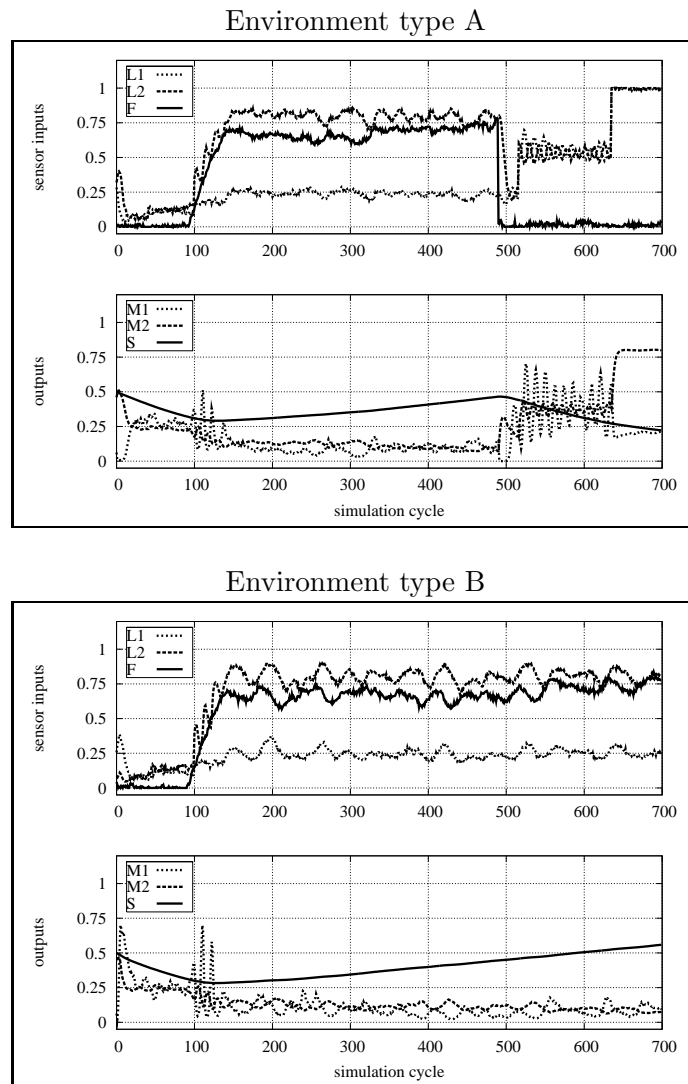 Environment type A
L1
L2
F
sensor inputs
1
0.75
0.5
0.25
0
0 100 200 300 400 500 600 700
M1
M2
S
outputs
1
0.75
0.5
0.25
0
0 100 200 300 400 500 600 700
simulation cycle
Environment type B
L1
L2
F
sensor inputs
1
0.75
0.5
0.25
0
0 100 200 300 400 500 600 700
M1
M2
S
outputs
1
0.75
0.5
0.25
0
0 100 200 300 400 500 600 700
simulation cycle